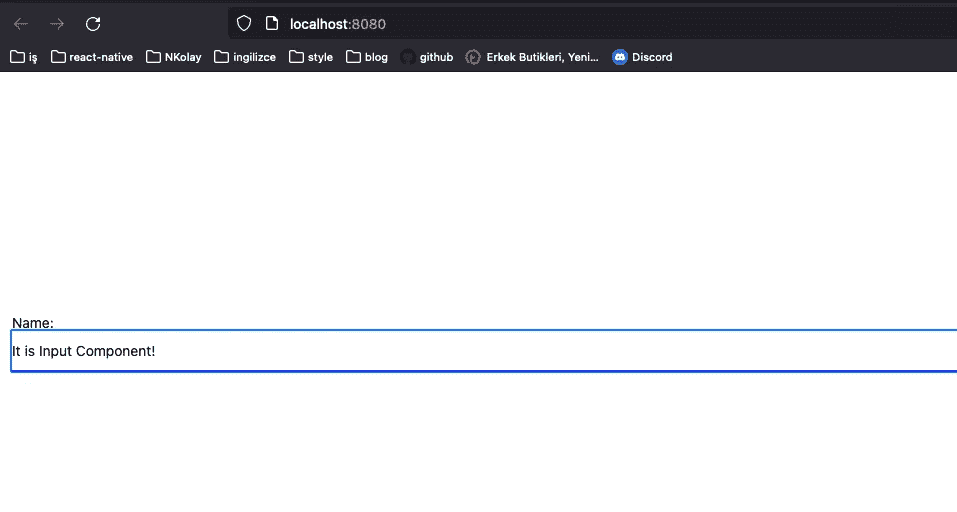 localhost:8080
iş react-native NKolay ingilizce style blog github Erkek Butikleri, Yeni... Discord
Name:
It is Input Component!